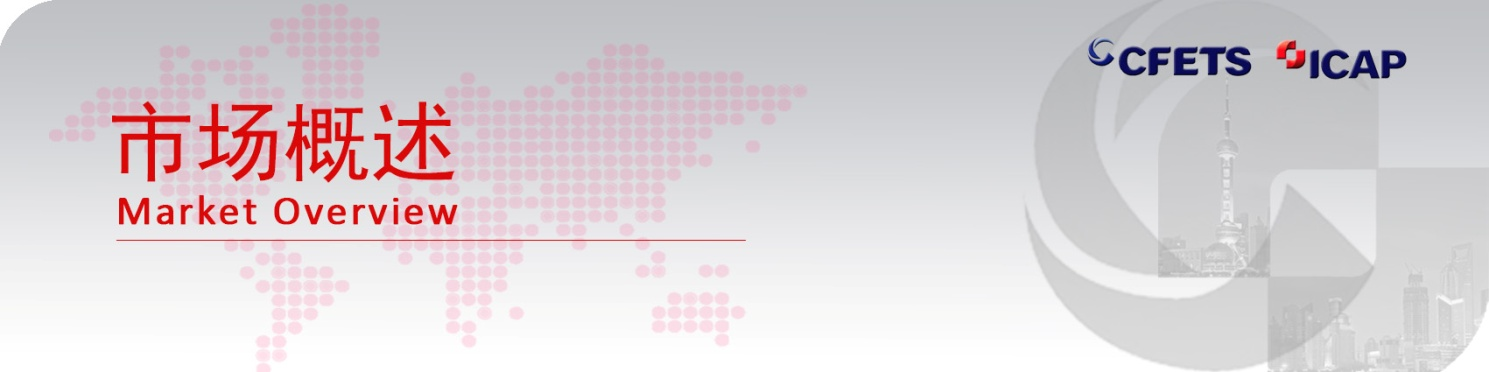 CFETS ICAP
市场概述
Market Overview